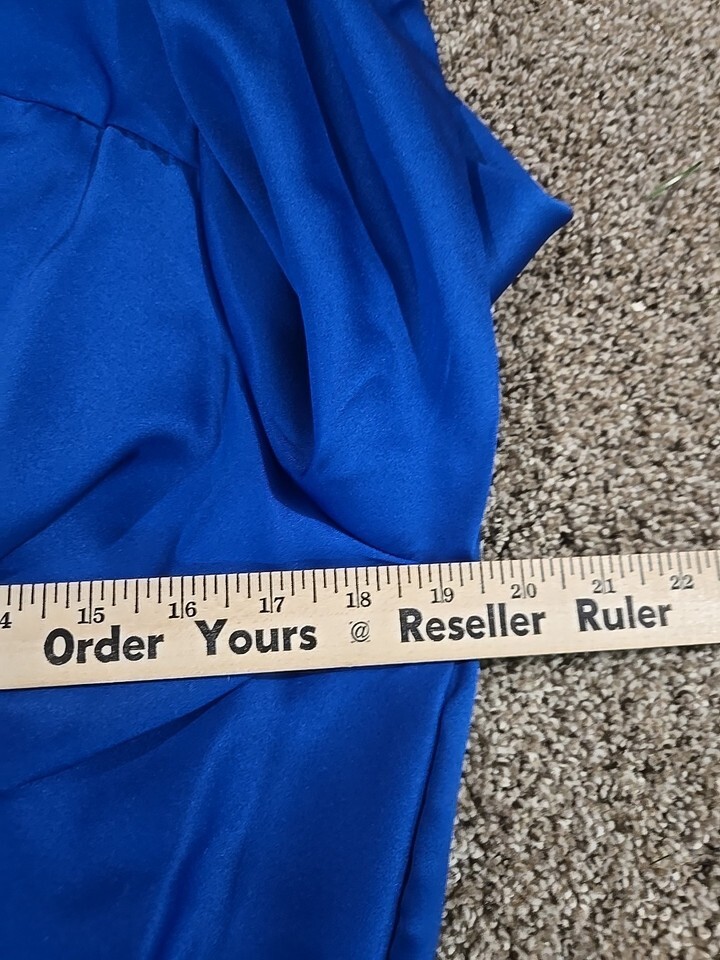 4 15 16 17 18 19 20 21 22
Order Yours @ Reseller Ruler